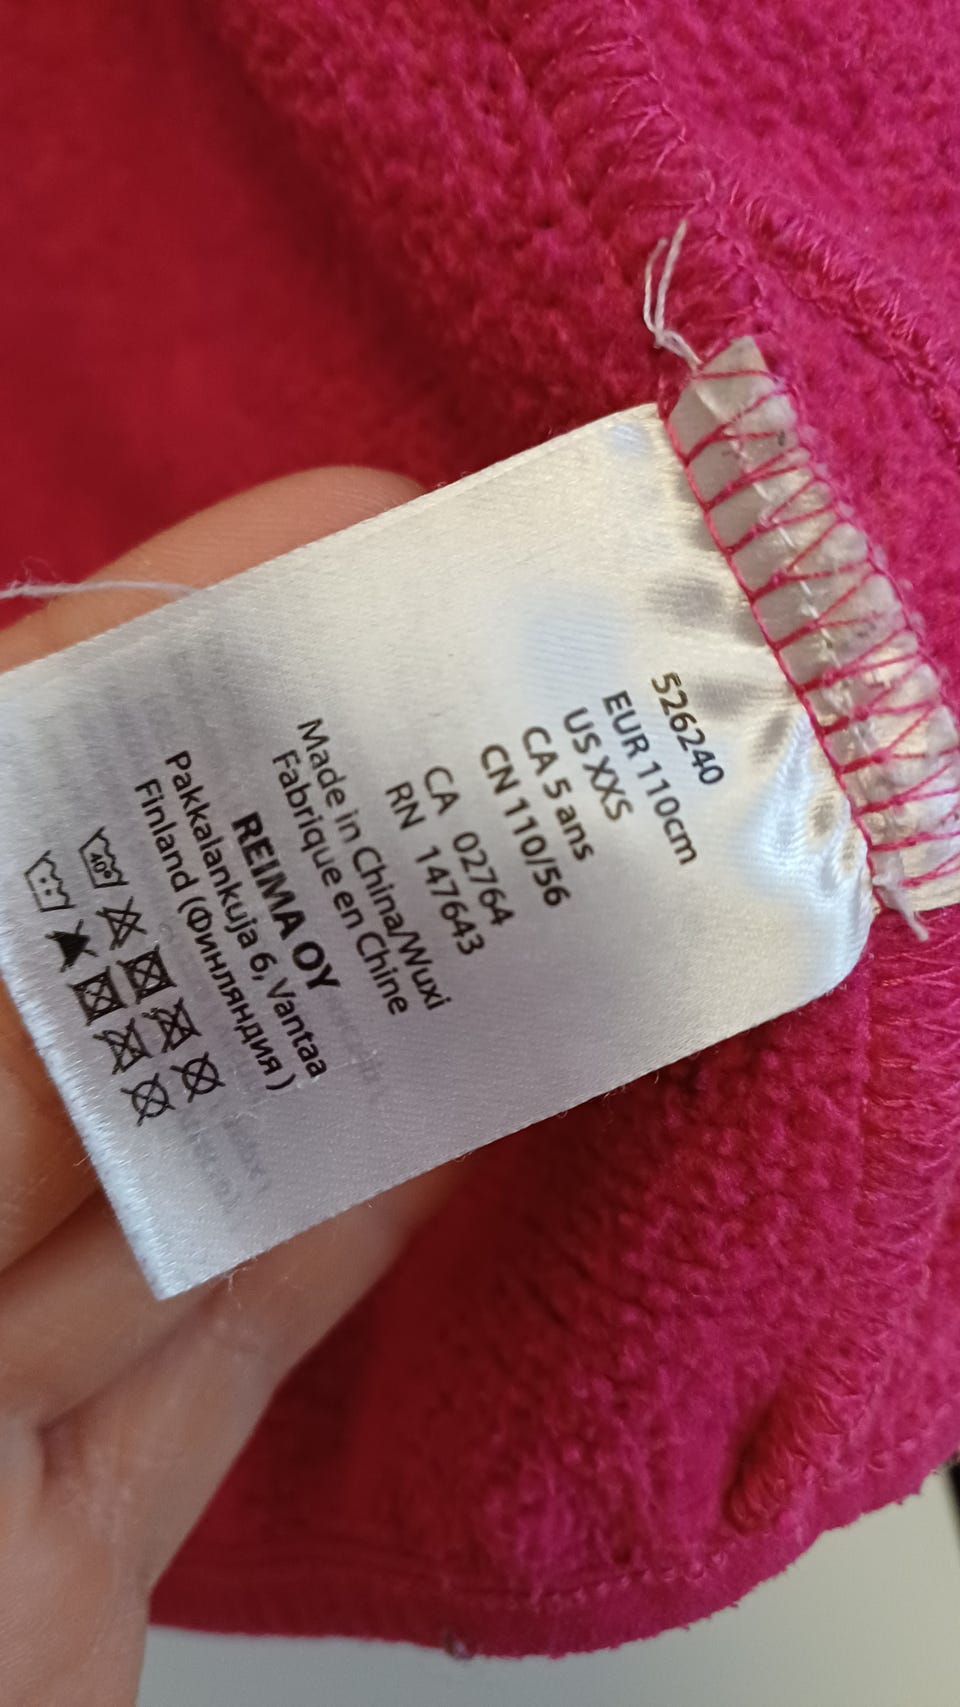 526240
EUR 110cm
US XXS
CA 5 ans
CN 110/56
CA 02764
RN 147643
Made in China/Wuxi
Fabrique en Chine
REIMA OY
Pakkalankuja 6, Vantaa
Finland (Финляндия )
40°